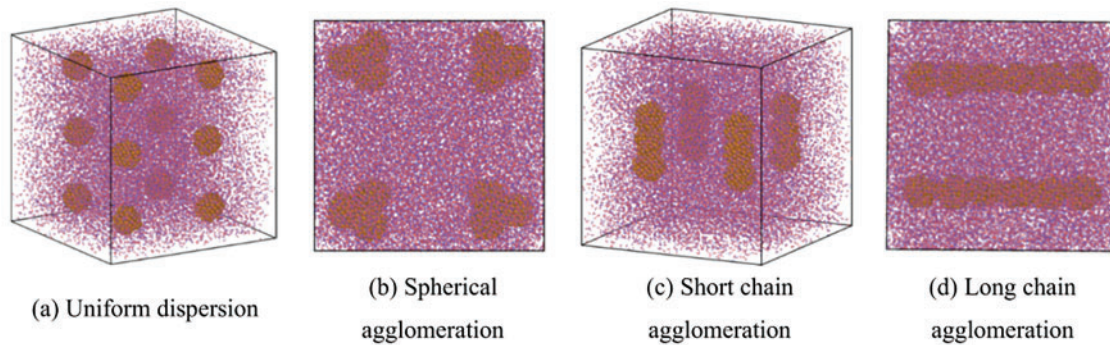 (a) Uniform dispersion
(b) Spherical
agglomeration
(c) Short chain
agglomeration
(d) Long chain
agglomeration